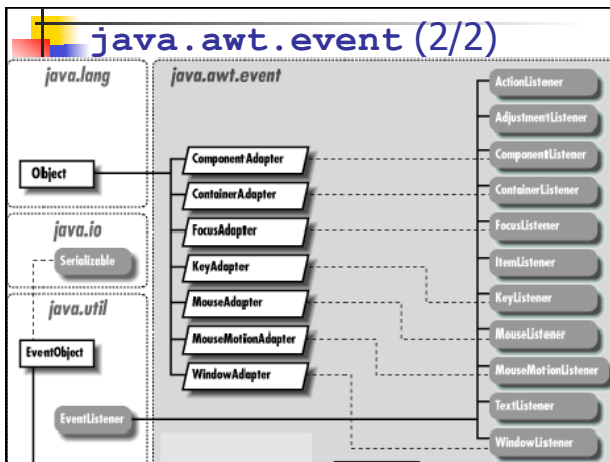 java.awt.event (2/2)
java.lang
java.awt.event
Object
java.io
Serializable
java.util
EventObject
EventListener
ComponentAdapter
ContainerAdapter
FocusAdapter
KeyAdapter
MouseAdapter
MouseMotionAdapter
WindowAdapter
ActionListener
AdjustmentListener
ComponentListener
ContainerListener
FocusListener
ItemListener
KeyListener
MouseListener
MouseMotionListener
TextListener
WindowListener